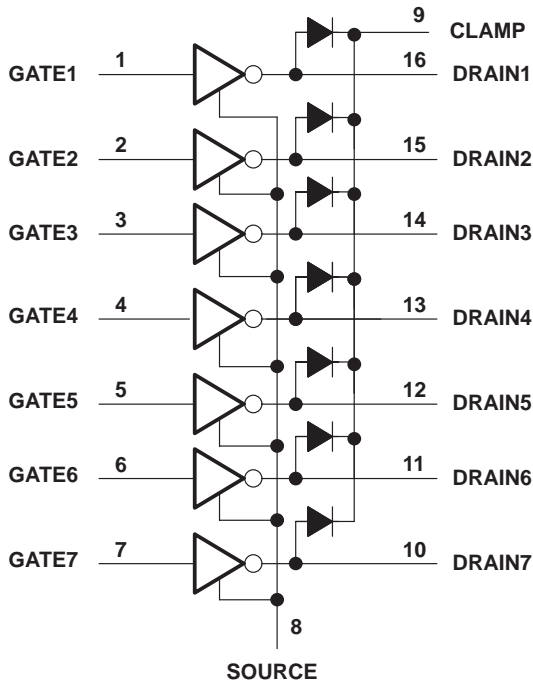 9 CLAMP
GATE1 1 16 DRAIN1
GATE2 2 15 DRAIN2
GATE3 3 14 DRAIN3
GATE4 4 13 DRAIN4
GATE5 5 12 DRAIN5
GATE6 6 11 DRAIN6
GATE7 7 10 DRAIN7
8
SOURCE